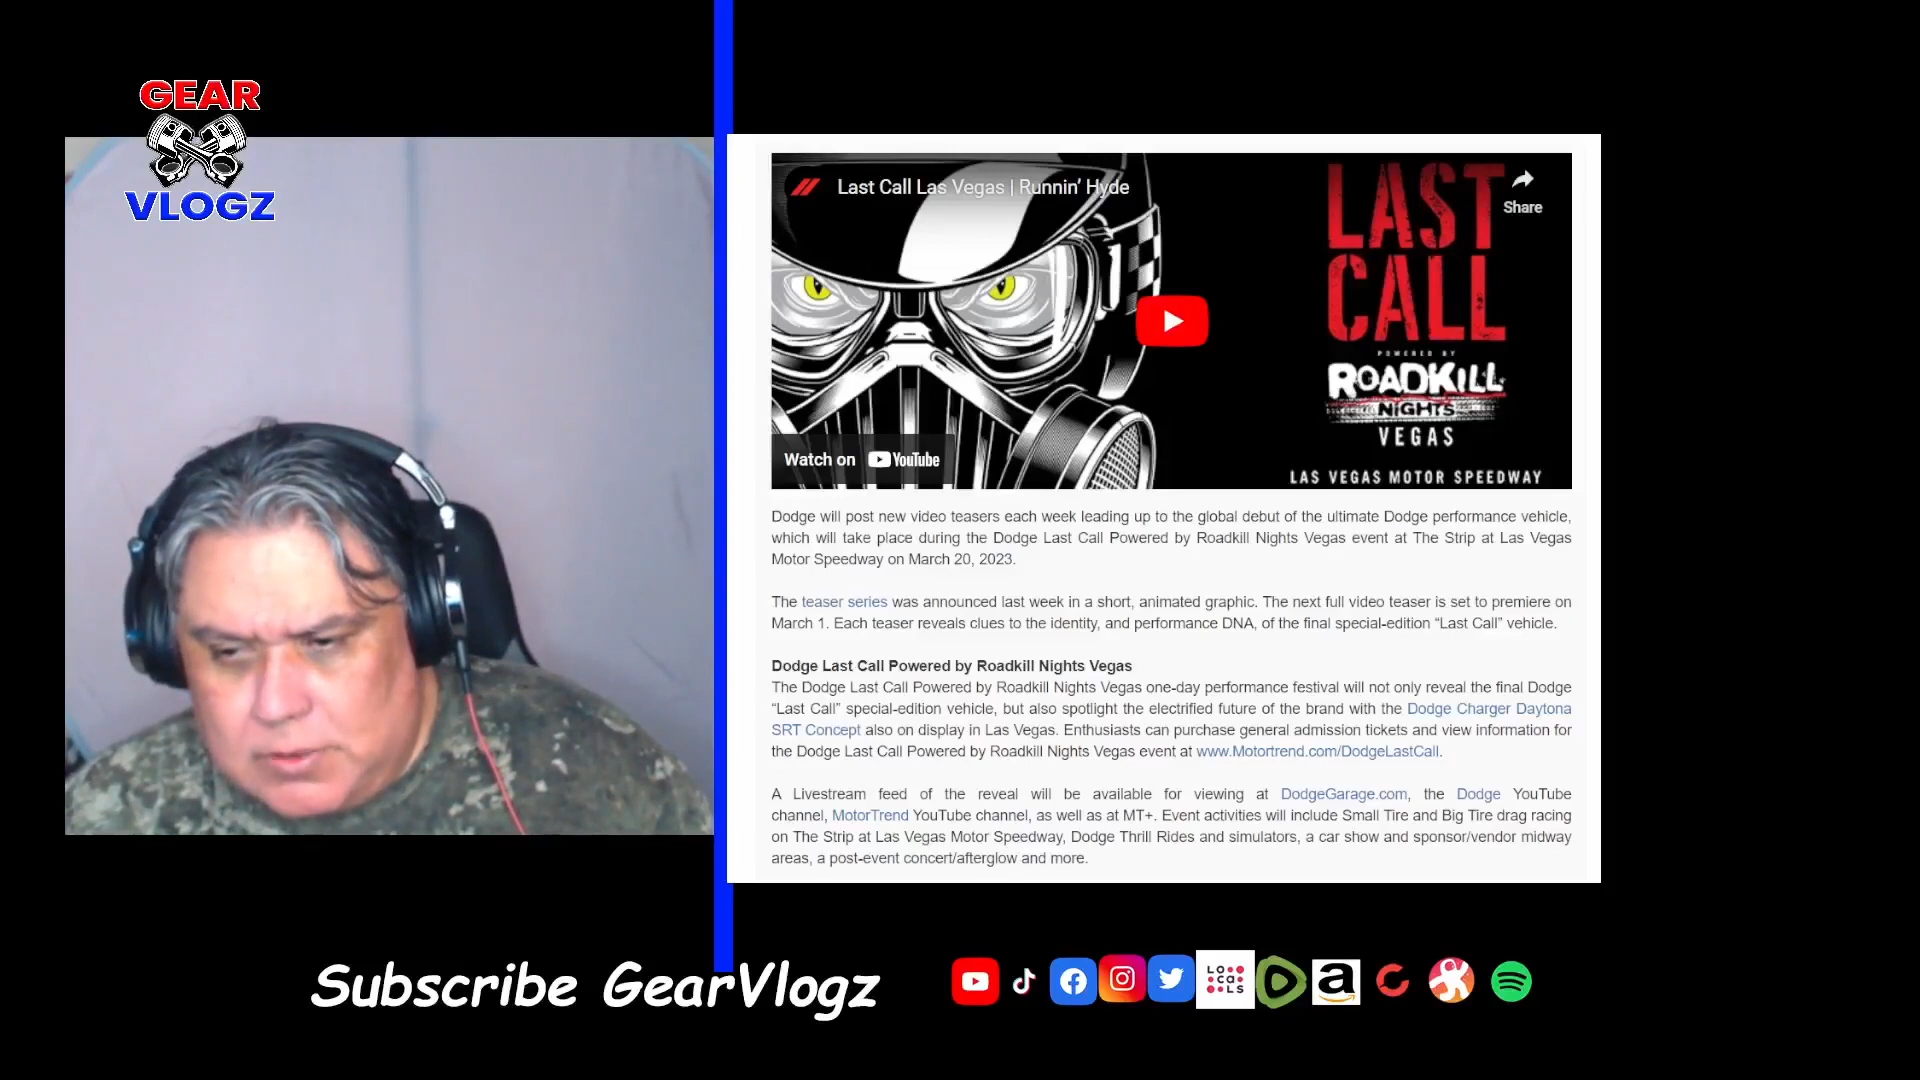 GEAR
VLOGZ
Last Call Las Vegas | Runnin’ Hyde
Share
LAST
CALL
POWERED BY
ROADKILL
NIGHTS
VEGAS
LAS VEGAS MOTOR SPEEDWAY
Watch on YouTube
Dodge will post new video teasers each week leading up to the global debut of the ultimate Dodge performance vehicle,
which will take place during the Dodge Last Call Powered by Roadkill Nights Vegas event at The Strip at Las Vegas
Motor Speedway on March 20, 2023.
The teaser series was announced last week in a short, animated graphic. The next full video teaser is set to premiere on
March 1. Each teaser reveals clues to the identity, and performance DNA, of the final special-edition “Last Call” vehicle.
Dodge Last Call Powered by Roadkill Nights Vegas
The Dodge Last Call Powered by Roadkill Nights Vegas one-day performance festival will not only reveal the final Dodge
“Last Call” special-edition vehicle, but also spotlight the electrified future of the brand with the Dodge Charger Daytona
SRT Concept also on display in Las Vegas. Enthusiasts can purchase general admission tickets and view information for
the Dodge Last Call Powered by Roadkill Nights Vegas event at www.Motortrend.com/DodgeLastCall.
A Livestream feed of the reveal will be available for viewing at DodgeGarage.com, the Dodge YouTube
channel, MotorTrend YouTube channel, as well as at MT+. Event activities will include Small Tire and Big Tire drag racing
on The Strip at Las Vegas Motor Speedway, Dodge Thrill Rides and simulators, a car show and sponsor/vendor midway
areas, a post-event concert/afterglow and more.
Subscribe GearVlogz
LOCALS
a